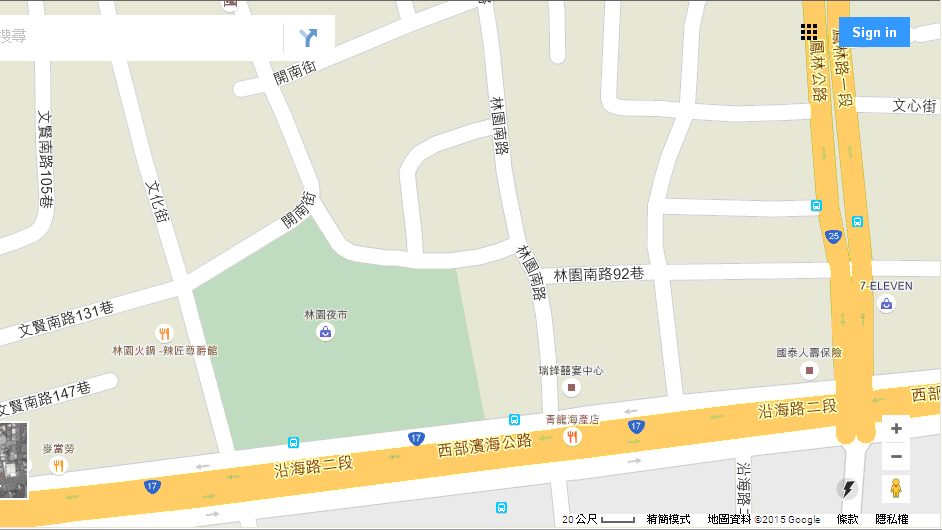 搜尋
Sign in
開南街
鳳林公路
鳳林路一段
文心街
文賢南路105巷
林園南路
文化街
開南街
25
林園南路
林園南路92巷
7-ELEVEN
文賢南路131巷
林園夜市
林園火鍋 -辣匠尊爵館
國泰人壽保險
瑞鋒囍宴中心
文賢南路147巷
青龍海產店
沿海路二段
西部
17
17
西部濱海公路
麥當勞
沿海路二段
17
沿海路二
20 公尺
精簡模式
地圖資料 ©2015 Google
條款
隱私權